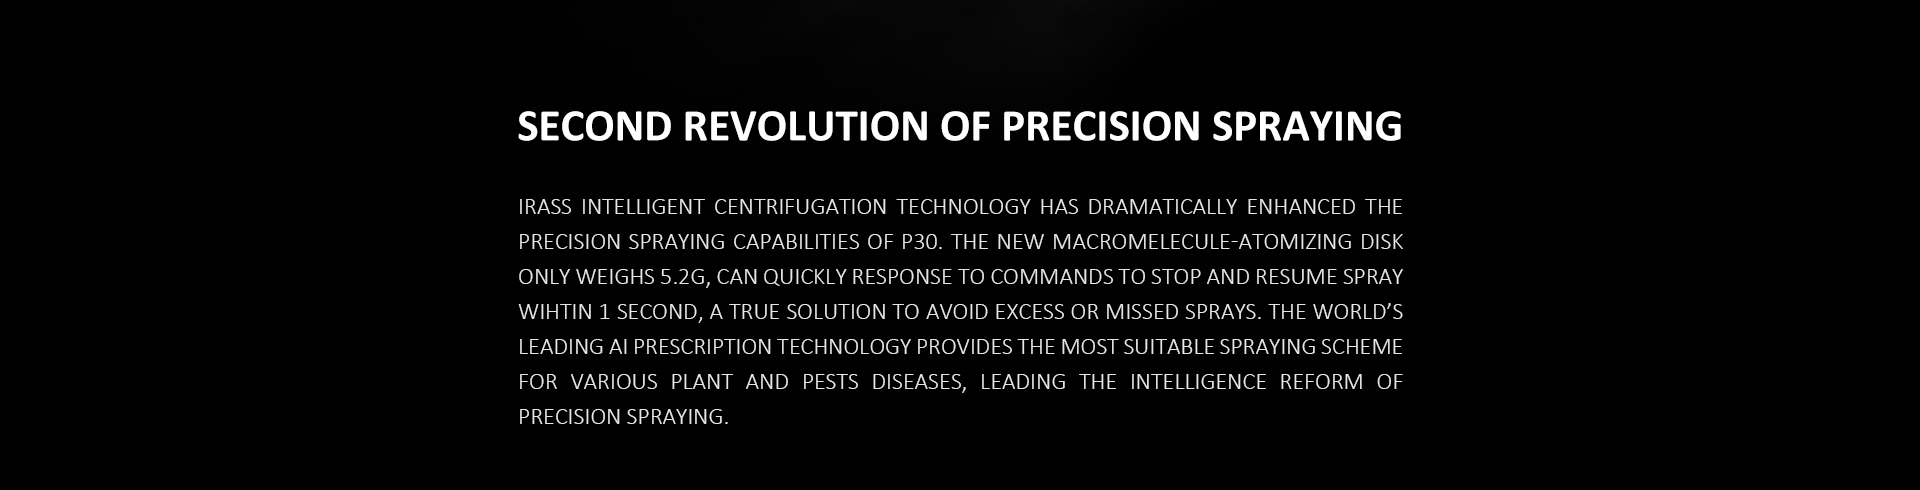 SECOND REVOLUTION OF PRECISION SPRAYING
IRASS INTELLIGENT CENTRIFUGATION TECHNOLOGY HAS DRAMATICALLY ENHANCED THE
PRECISION SPRAYING CAPABILITIES OF P30. THE NEW MACROMELECULE-ATOMIZING DISK
ONLY WEIGHS 5.2G, CAN QUICKLY RESPONSE TO COMMANDS TO STOP AND RESUME SPRAY
WIHTIN 1 SECOND, A TRUE SOLUTION TO AVOID EXCESS OR MISSED SPRAYS. THE WORLD’S
LEADING AI PRESCRIPTION TECHNOLOGY PROVIDES THE MOST SUITABLE SPRAYING SCHEME
FOR VARIOUS PLANT AND PESTS DISEASES, LEADING THE INTELLIGENCE REFORM OF
PRECISION SPRAYING.